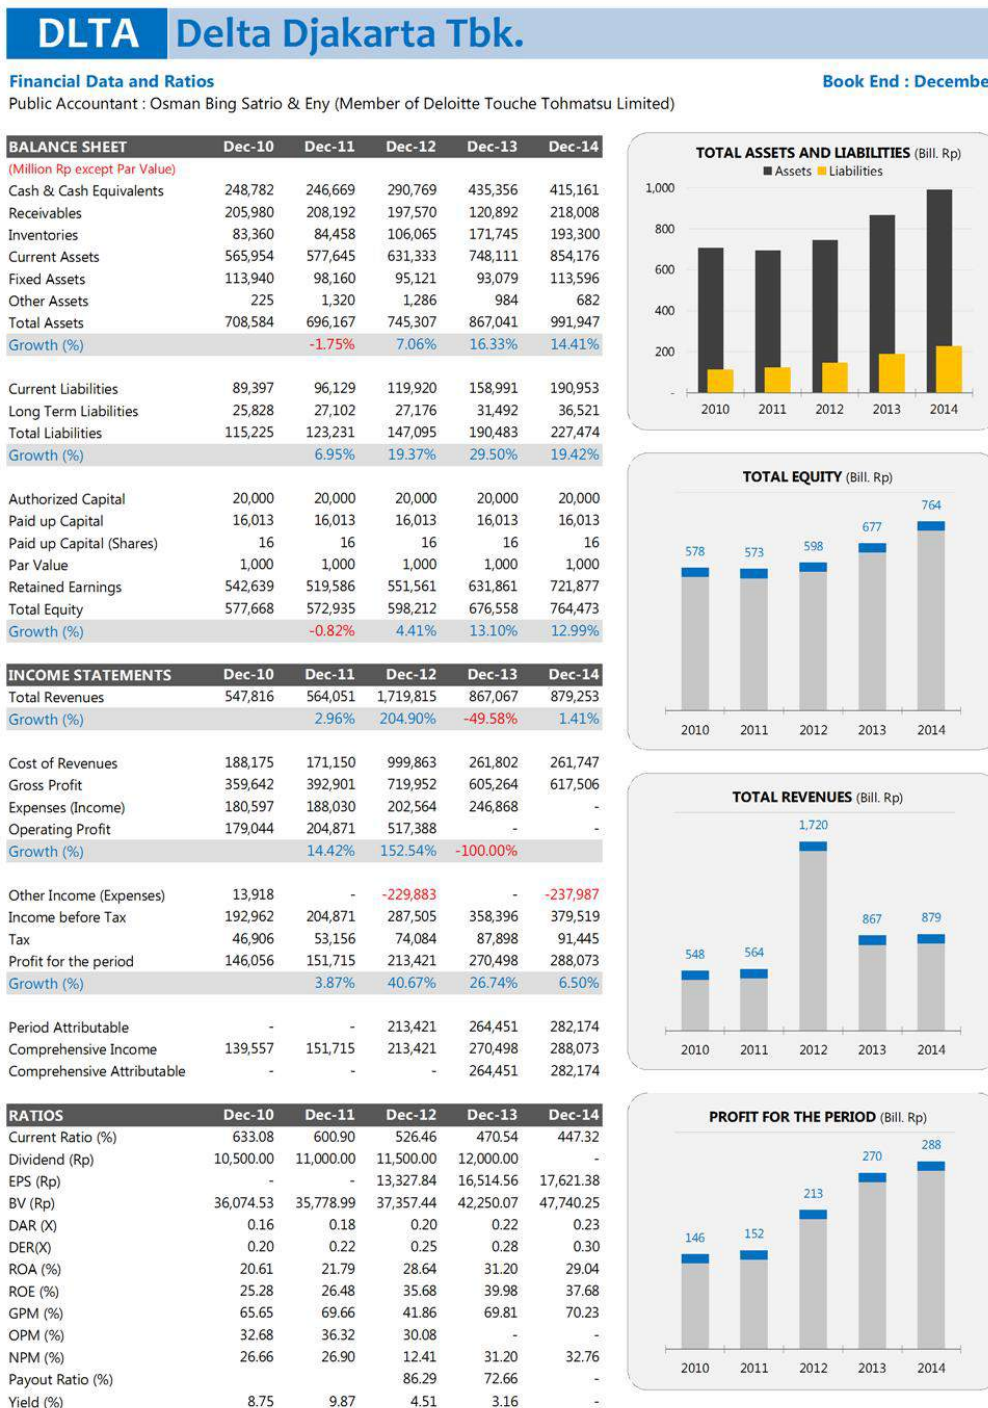 DLTA Delta Djakarta Tbk.
Financial Data and Ratios Book End : Decembe
Public Accountant : Osman Bing Satrio & Eny (Member of Deloitte Touche Tohmatsu Limited)
BALANCE SHEET Dec-10 Dec-11 Dec-12 Dec-13 Dec-14
(Million Rp except Par Value)
Cash & Cash Equivalents 248,782 246,669 290,769 435,356 415,161
Receivables 205,980 208,192 197,570 120,892 218,008
Inventories 83,360 84,458 106,065 171,745 193,300
Current Assets 565,954 577,645 631,333 748,111 854,176
Fixed Assets 113,940 98,160 95,121 93,079 113,596
Other Assets 225 1,320 1,286 984 682
Total Assets 708,584 696,167 745,307 867,041 991,947
Growth (%) -1.75% 7.06% 16.33% 14.41%
Current Liabilities 89,397 96,129 119,920 158,991 190,953
Long Term Liabilities 25,828 27,102 27,176 31,492 36,521
Total Liabilities 115,225 123,231 147,095 190,483 227,474
Growth (%) 6.95% 19.37% 29.50% 19.42%
Authorized Capital 20,000 20,000 20,000 20,000 20,000
Paid up Capital 16,013 16,013 16,013 16,013 16,013
Paid up Capital (Shares) 16 16 16 16 16
Par Value 1,000 1,000 1,000 1,000 1,000
Retained Earnings 542,639 519,586 551,561 631,861 721,877
Total Equity 577,668 572,935 598,212 676,558 764,473
Growth (%) -0.82% 4.41% 13.10% 12.99%
INCOME STATEMENTS Dec-10 Dec-11 Dec-12 Dec-13 Dec-14
Total Revenues 547,816 564,051 1,719,815 867,067 879,253
Growth (%) 2.96% 204.90% -49.58% 1.41%
Cost of Revenues 188,175 171,150 999,863 261,802 261,747
Gross Profit 359,642 392,901 719,952 605,264 617,506
Expenses (Income) 180,597 188,030 202,564 246,868 -
Operating Profit 179,044 204,871 517,388 - -
Growth (%) 14.42% 152.54% -100.00%
Other Income (Expenses) 13,918 - -229,883 - -237,987
Income before Tax 192,962 204,871 287,505 358,396 379,519
Tax 46,906 53,156 74,084 87,898 91,445
Profit for the period 146,056 151,715 213,421 270,498 288,073
Growth (%) 3.87% 40.67% 26.74% 6.50%
Period Attributable - - 213,421 264,451 282,174
Comprehensive Income 139,557 151,715 213,421 270,498 288,073
Comprehensive Attributable - - - 264,451 282,174
RATIOS Dec-10 Dec-11 Dec-12 Dec-13 Dec-14
Current Ratio (%) 633.08 600.90 526.46 470.54 447.32
Dividend (Rp) 10,500.00 11,000.00 11,500.00 12,000.00 -
EPS (Rp) - - 13,327.84 16,514.56 17,621.38
BV (Rp) 36,074.53 35,778.99 37,357.44 42,250.07 47,740.25
DAR (X) 0.16 0.18 0.20 0.22 0.23
DER(X) 0.20 0.22 0.25 0.28 0.30
ROA (%) 20.61 21.79 28.64 31.20 29.04
ROE (%) 25.28 26.48 35.68 39.98 37.68
GPM (%) 65.65 69.66 41.86 69.81 70.23
OPM (%) 32.68 36.32 30.08 - -
NPM (%) 26.66 26.90 12.41 31.20 32.76
Payout Ratio (%) 86.29 72.66 -
Yield (%) 8.75 9.87 4.51 3.16 -
TOTAL ASSETS AND LIABILITIES (Bill. Rp)
Assets Liabilities
1,000
800
600
400
200
-
2010 2011 2012 2013 2014
TOTAL EQUITY (Bill. Rp)
578 573 598 677 764
2010 2011 2012 2013 2014
TOTAL REVENUES (Bill. Rp)
548 564 1,720 867 879
2010 2011 2012 2013 2014
PROFIT FOR THE PERIOD (Bill. Rp)
146 152 213 270 288
2010 2011 2012 2013 2014